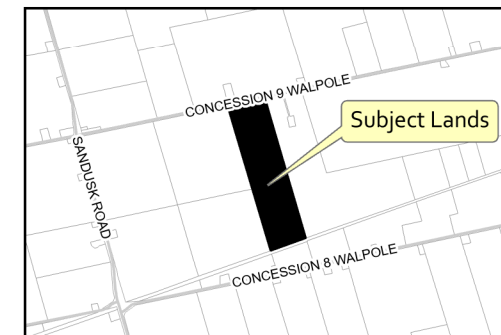 CONCESSION 9 WALPOLE
Subject Lands
SANDUSK ROAD
CONCESSION 8 WALPOLE